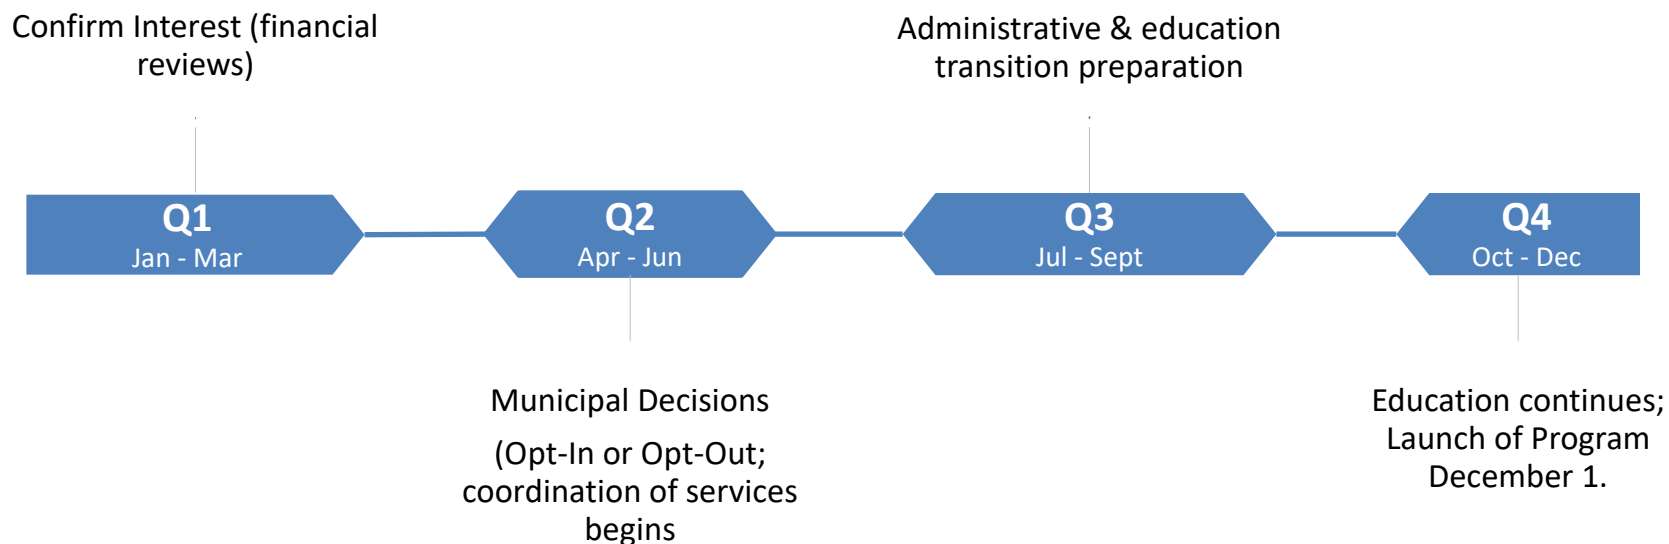 Confirm Interest (financial
reviews)
Administrative & education
transition preparation
Q1
Jan - Mar
Q2
Apr - Jun
Q3
Jul - Sept
Q4
Oct - Dec
Municipal Decisions
(Opt-In or Opt-Out;
coordination of services
begins
Education continues;
Launch of Program
December 1.